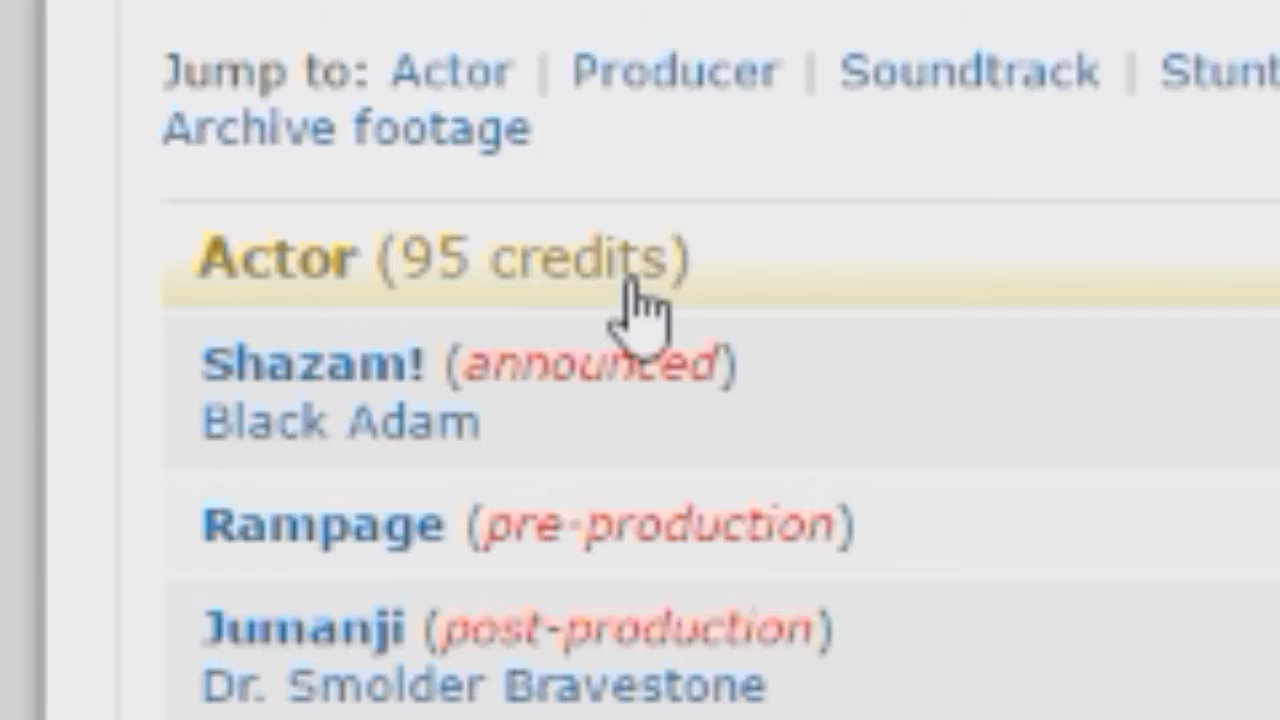 Jump to: Actor | Producer | Soundtrack | Stunt
Archive footage
Actor (95 credits)
Shazam! (announced)
Black Adam
Rampage (pre-production)
Jumanji (post-production)
Dr. Smolder Bravestone